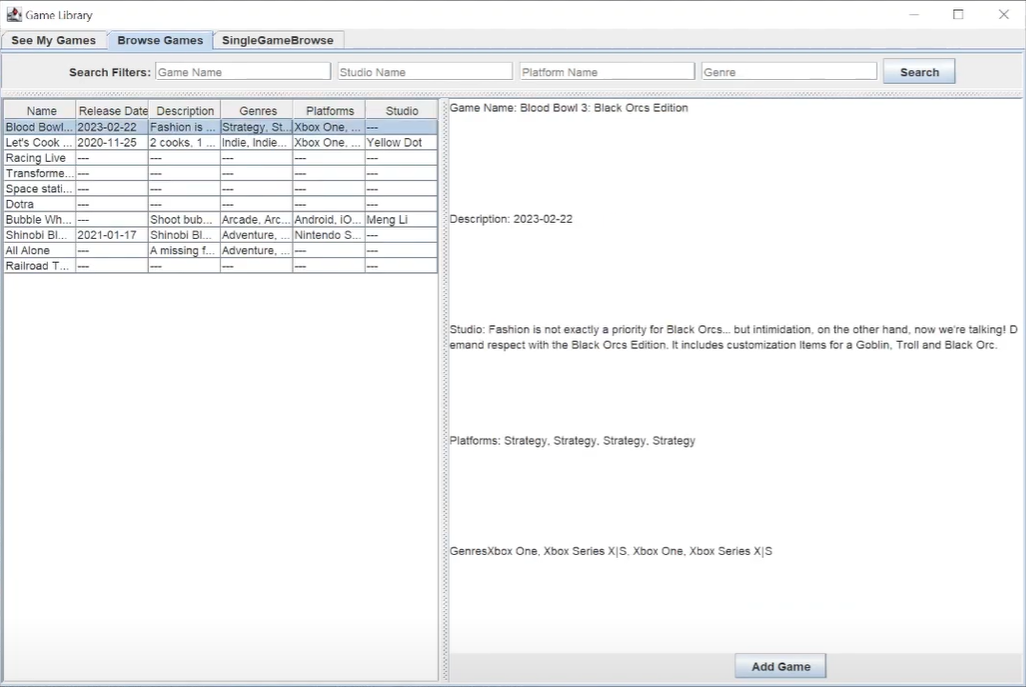 Game Library
See My Games Browse Games SingleGameBrowse
Search Filters: Game Name Studio Name Platform Name Genre Search
Name Release Date Description Genres Platforms Studio
Blood Bowl... 2023-02-22 Fashion is ... Strategy, St... Xbox One, ... ---
Let's Cook ... 2020-11-25 2 cooks, 1 ... Indie, Indie... Xbox One, ... Yellow Dot
Racing Live --- --- --- --- ---
Transforme... --- --- --- --- ---
Space stati... --- --- --- --- ---
Dotra --- --- --- --- ---
Bubble Wh... --- Shoot bub... Arcade, Arc... Android, iO... Meng Li
Shinobi Bl... 2021-01-17 Shinobi Bl... Adventure, ... Nintendo S... ---
All Alone --- A missing f... Adventure, ... --- ---
Railroad T... --- --- --- --- ---
Game Name: Blood Bowl 3: Black Orcs Edition
Description: 2023-02-22
Studio: Fashion is not exactly a priority for Black Orcs... but intimidation, on the other hand, now we're talking! D
emand respect with the Black Orcs Edition. It includes customization Items for a Goblin, Troll and Black Orc.
Platforms: Strategy, Strategy, Strategy, Strategy
GenresXbox One, Xbox Series X|S, Xbox One, Xbox Series X|S
Add Game